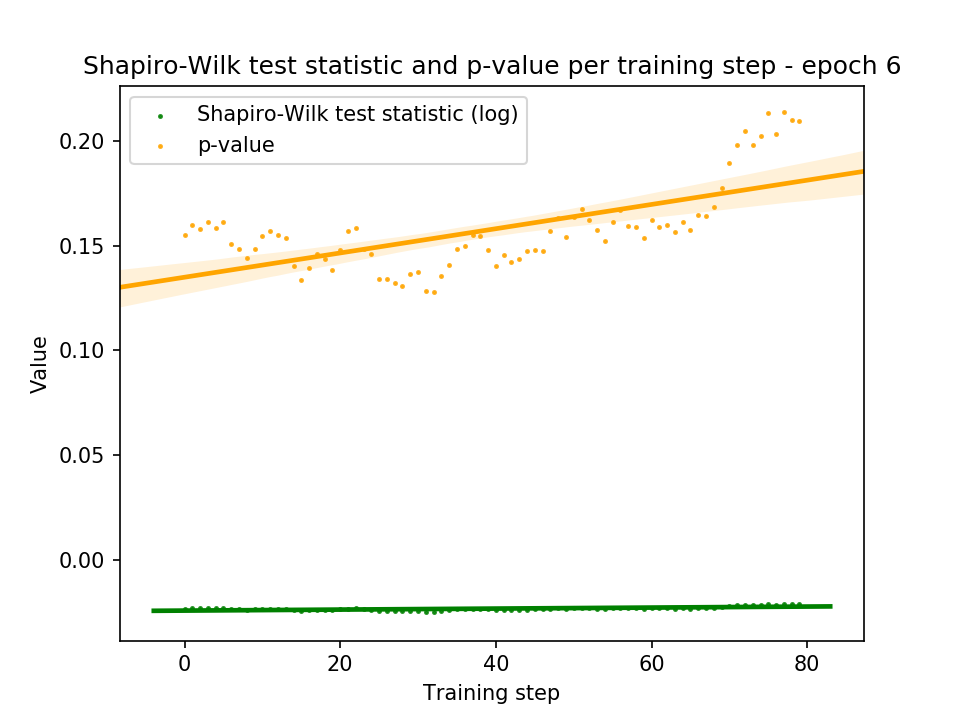 Shapiro-Wilk test statistic and p-value per training step - epoch 6
Shapiro-Wilk test statistic (log)
p-value
0.20
0.15
0.10
0.05
0.00
Value
0 20 40 60 80
Training step